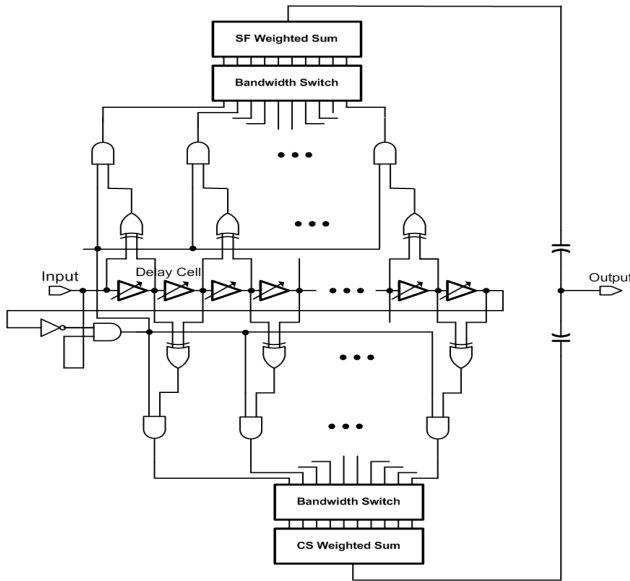 SF Weighted Sum
Bandwidth Switch
Input
Delay Cell
Output
Bandwidth Switch
CS Weighted Sum